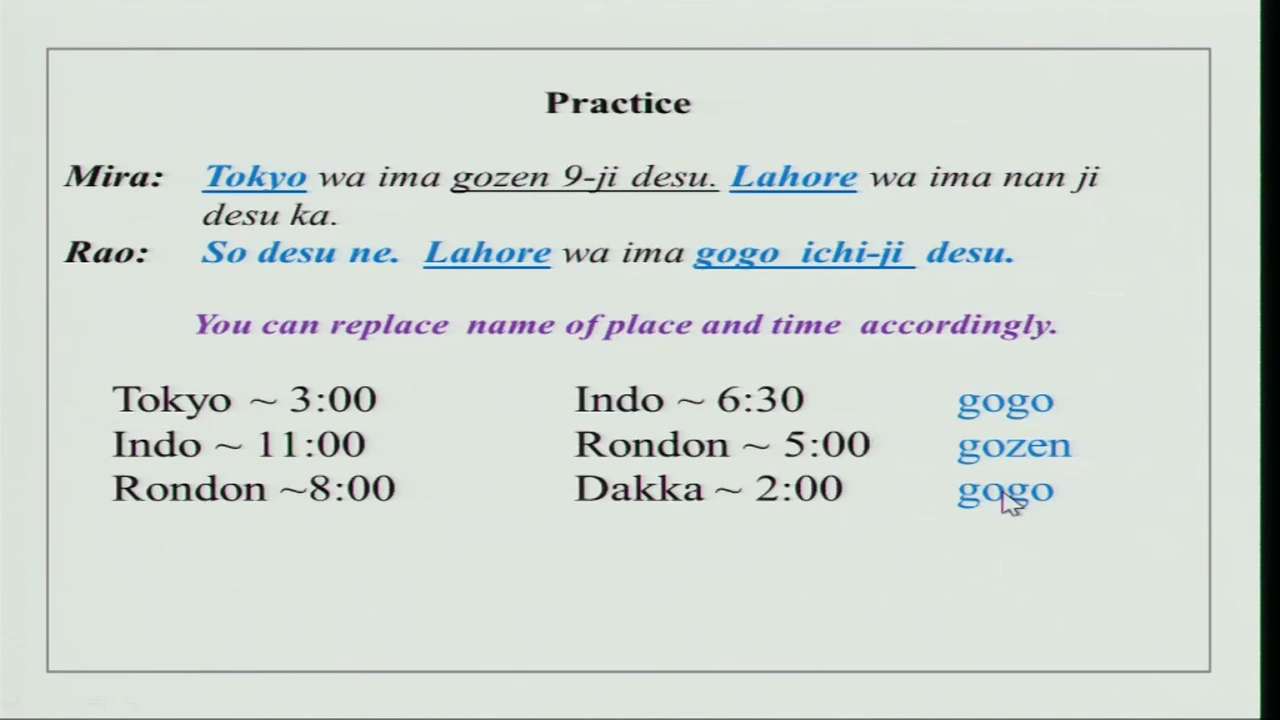 Practice
Mira: Tokyo wa ima gozen 9-ji desu. Lahore wa ima nan ji
desu ka.
Rao: So desu ne. Lahore wa ima gogo ichi-ji desu.
You can replace name of place and time accordingly.
Tokyo ~ 3:00 Indo ~ 6:30 gogo
Indo ~ 11:00 Rondon ~ 5:00 gozen
Rondon ~8:00 Dakka ~ 2:00 gogo